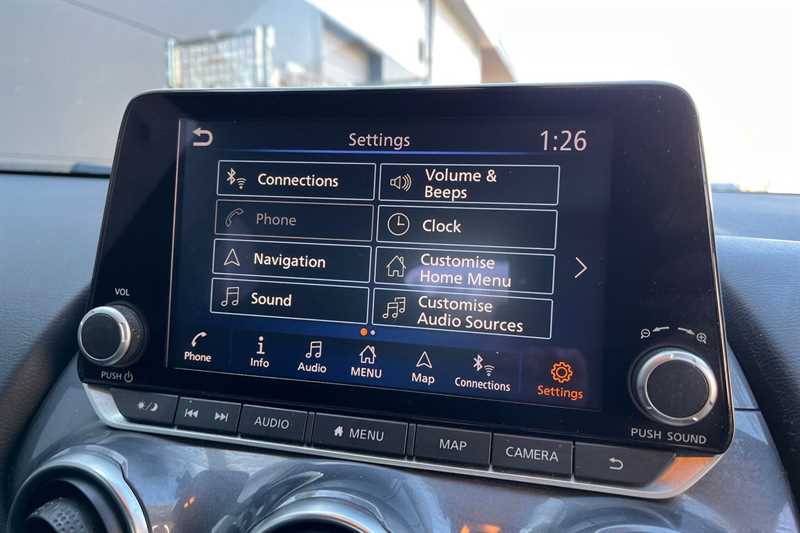 Settings
1:26
Connections
Volume &
Beeps
Phone
Clock
Navigation
Customise
Home Menu
Sound
Customise
Audio Sources
Phone
Info
Audio
MENU
Map
Connections
Settings
VOL
PUSH
PUSH SOUND
AUDIO
MENU
MAP
CAMERA